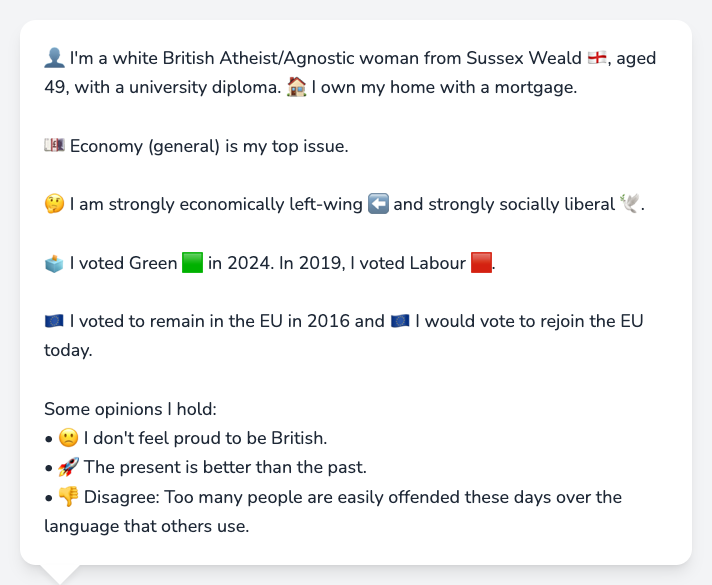 👤 I'm a white British Atheist/Agnostic woman from Sussex Weald 🏴󠁧󠁢󠁥󠁮󠁧󠁿, aged
49, with a university diploma. 🏠 I own my home with a mortgage.
💷 Economy (general) is my top issue.
🤔 I am strongly economically left-wing ⬅️ and strongly socially liberal 🕊️.
🗳️ I voted Green 🟩 in 2024. In 2019, I voted Labour 🟥.
🇪🇺 I voted to remain in the EU in 2016 and 🇪🇺 I would vote to rejoin the EU
today.
Some opinions I hold:
• 🙁 I don't feel proud to be British.
• 🚀 The present is better than the past.
• 👎 Disagree: Too many people are easily offended these days over the
language that others use.